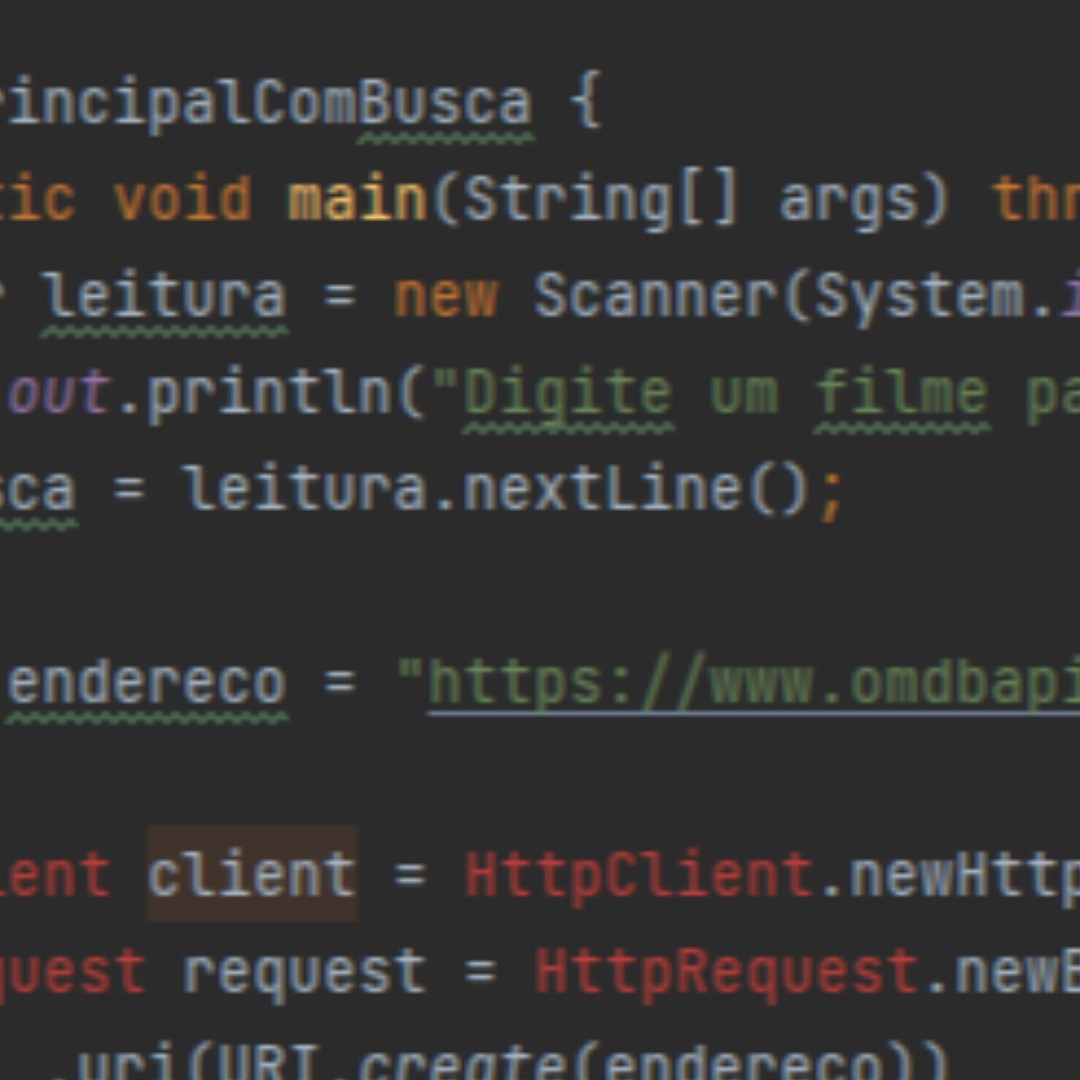 rincipalComBusca {
tic void main(String[] args) thr
r leitura = new Scanner(System.i
out.println("Digite um filme pa
sca = leitura.nextLine();
endereco = "https://www.omdbapi
ient client = HttpClient.newHttp
quest request = HttpRequest.newB
.uri(URI.create(endereco))